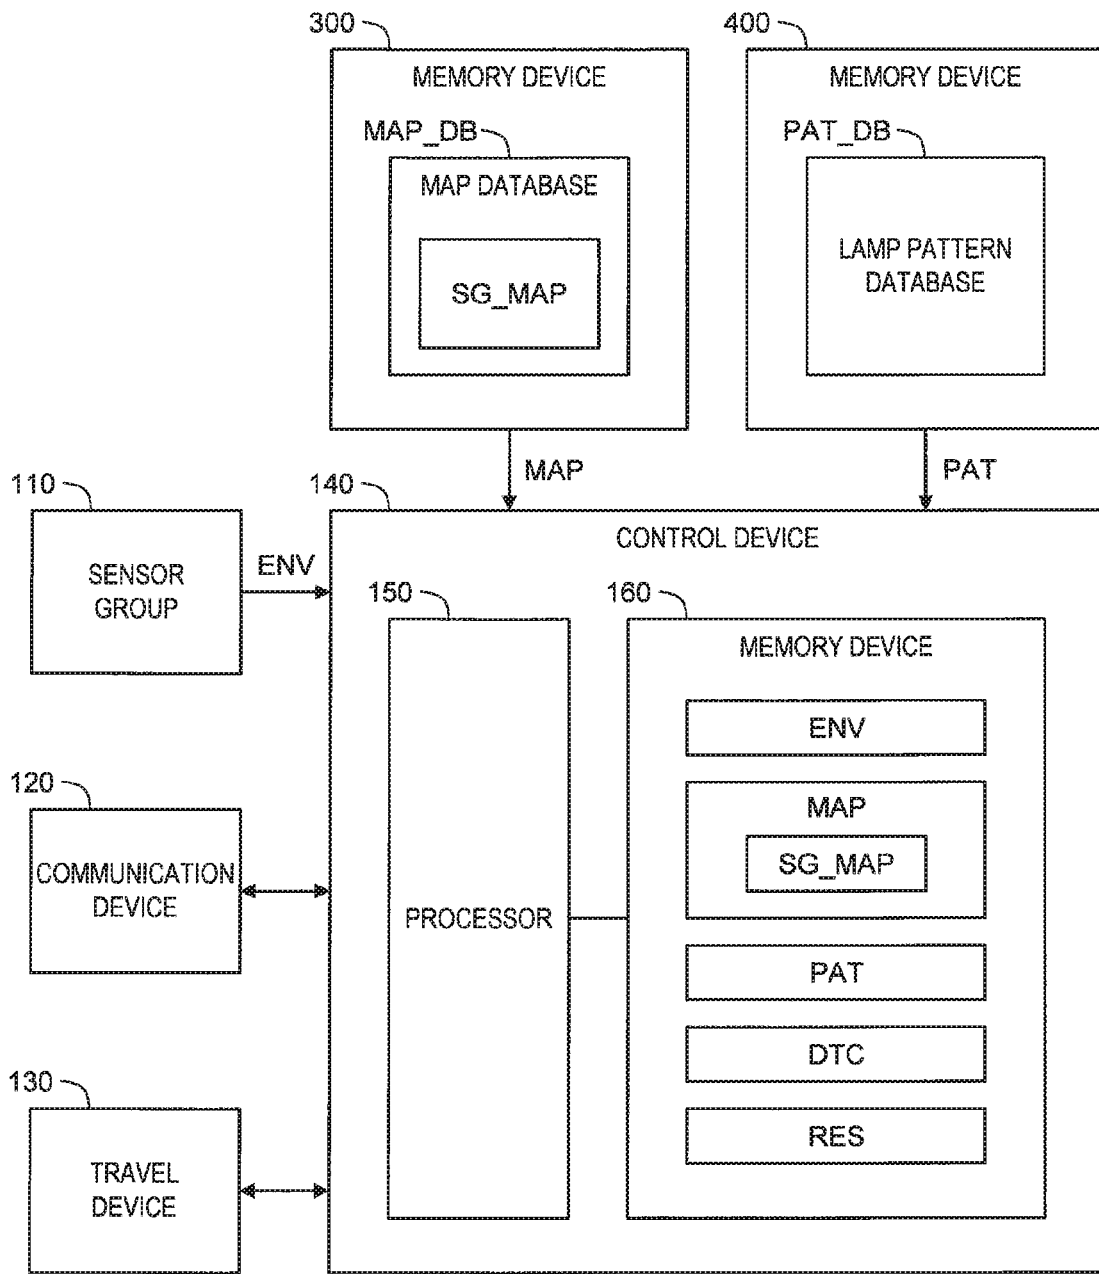 300
400
MEMORY DEVICE
MEMORY DEVICE
MAP_DB
PAT_DB
MAP DATABASE
SG_MAP
LAMP PATTERN
DATABASE
MAP
PAT
110
140
SENSOR
GROUP
ENV
CONTROL DEVICE
150
160
PROCESSOR
MEMORY DEVICE
ENV
MAP
SG_MAP
PAT
DTC
RES
120
COMMUNICATION
DEVICE
130
TRAVEL
DEVICE